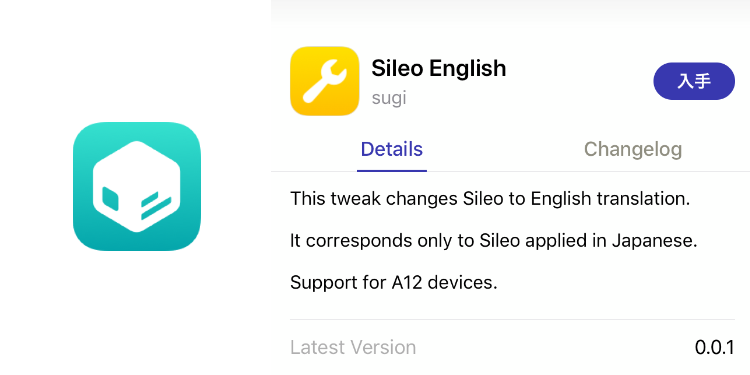 Sileo English
sugi
入手
Details
Changelog
This tweak changes Sileo to English translation.
It corresponds only to Sileo applied in Japanese.
Support for A12 devices.
Latest Version
0.0.1